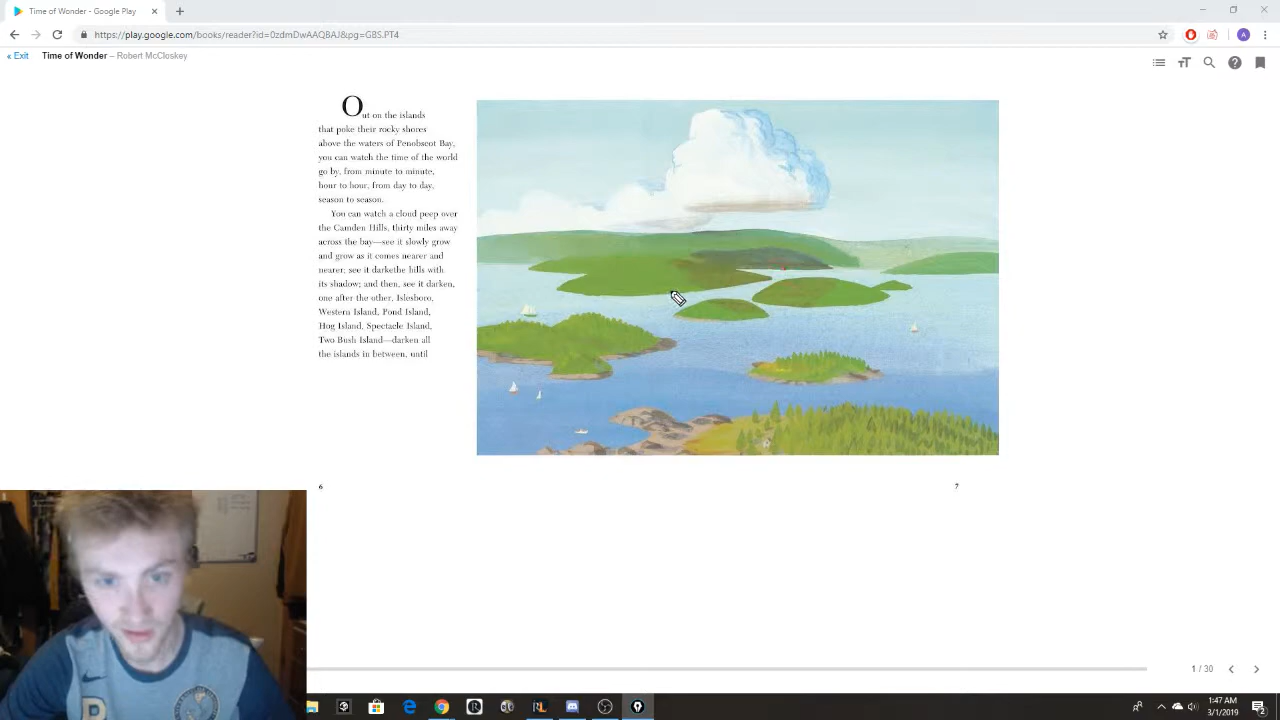 Time of Wonder - Google Play
https://play.google.com/books/reader?id=0zdmDwAAQBAJ&pg=GBS.PT4
A
« Exit
Time of Wonder – Robert McCloskey
Out on the islands
that poke their rocky shores
above the waters of Penobscot Bay,
you can watch the time of the world
go by, from minute to minute,
hour to hour, from day to day,
season to season.
You can watch a cloud peep over
the Camden Hills, thirty miles away
across the bay—see it slowly grow
and grow as it comes nearer and
nearer; see it darkethe hills with
its shadow; and then, see it darken,
one after the other, Islesboro,
Western Island, Pond Island,
Hog Island, Spectacle Island,
Two Bush Island—darken all
the islands in between, until
6
7
1 / 30
1:47 AM
3/1/2019
2